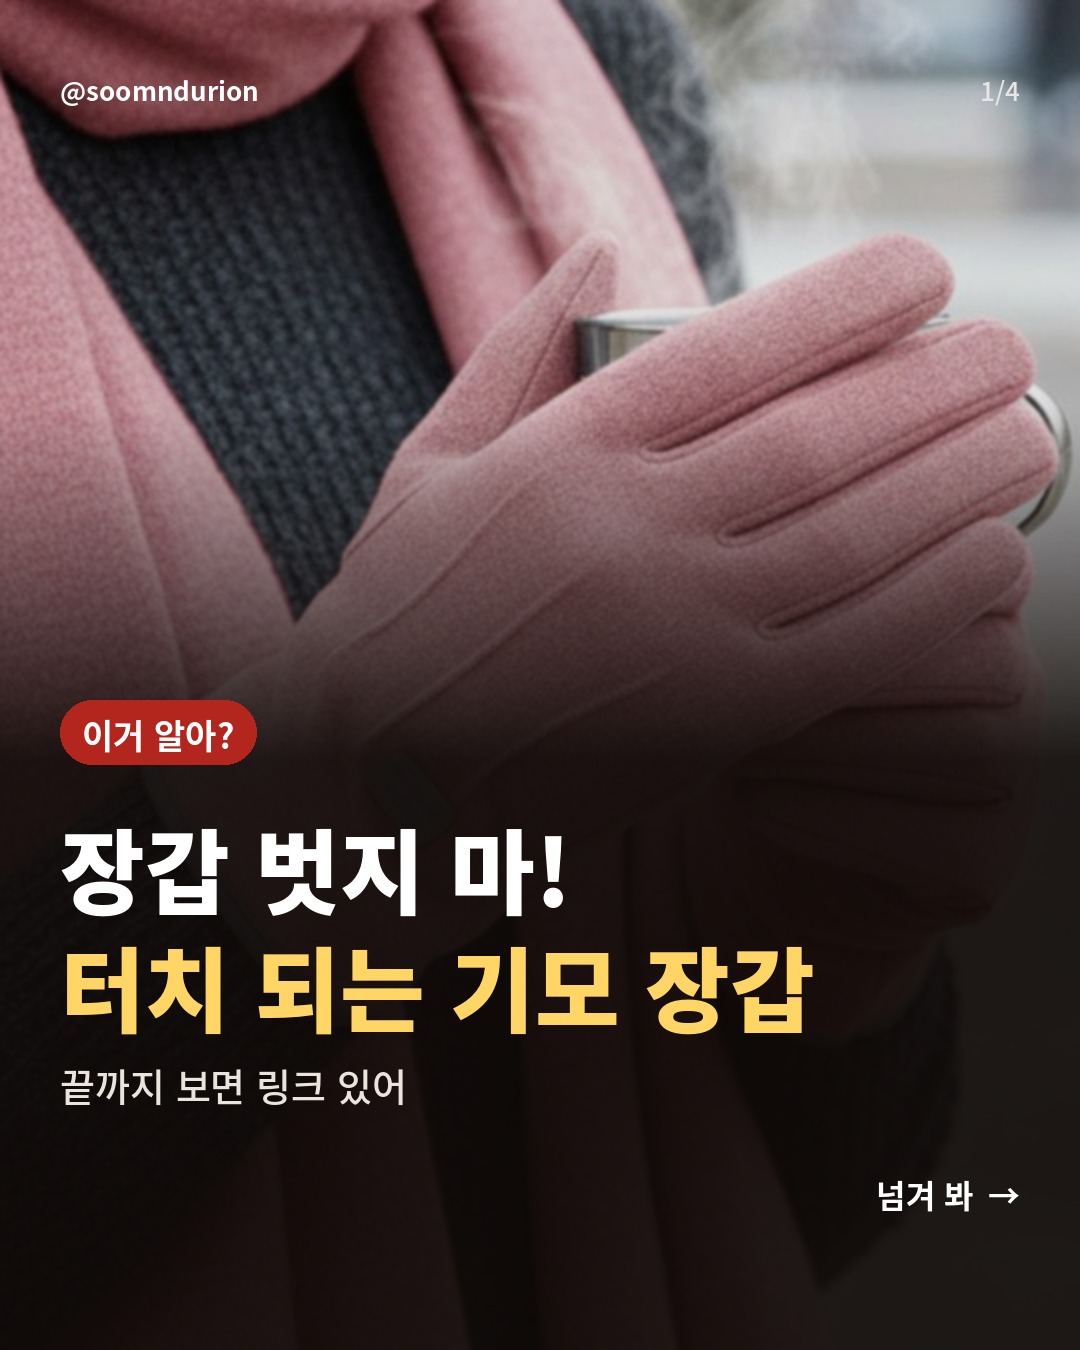 @soomndurion
1/4
이거 알아?
장갑 벗지 마!
터치 되는 기모 장갑
끝까지 보면 링크 있어
넘겨 봐 →